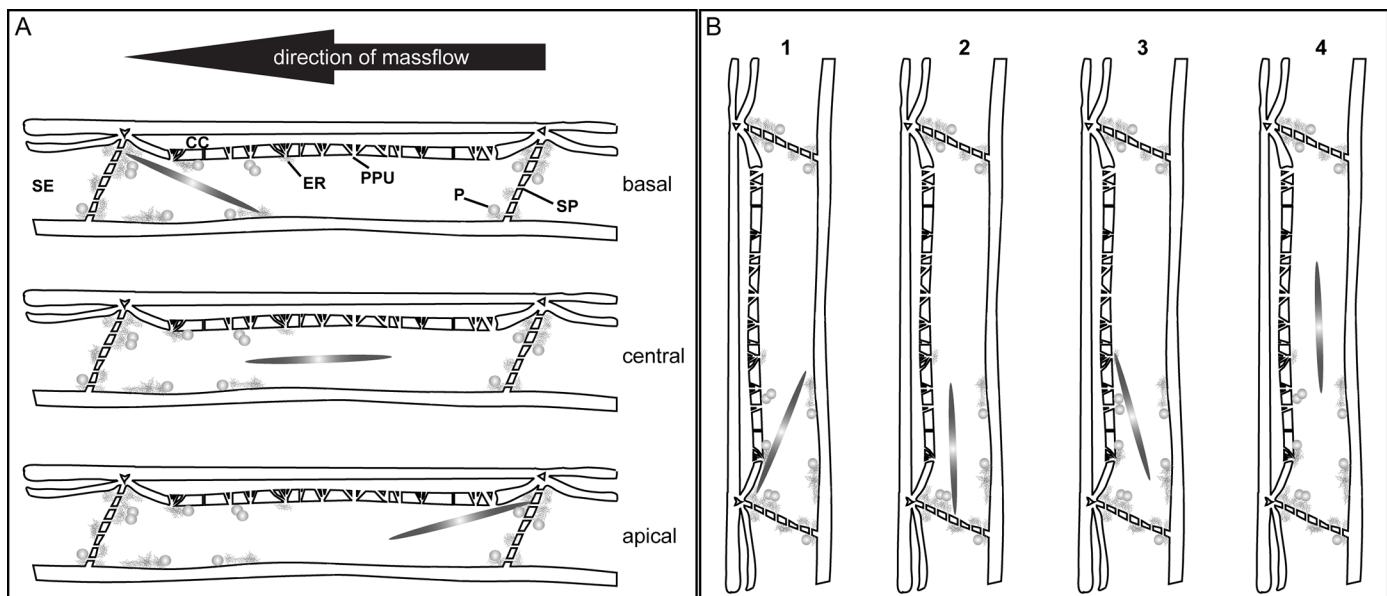 A
direction of massflow
CC
SE
ER
PPU
P
SP
basal
central
apical
B
1 2 3 4